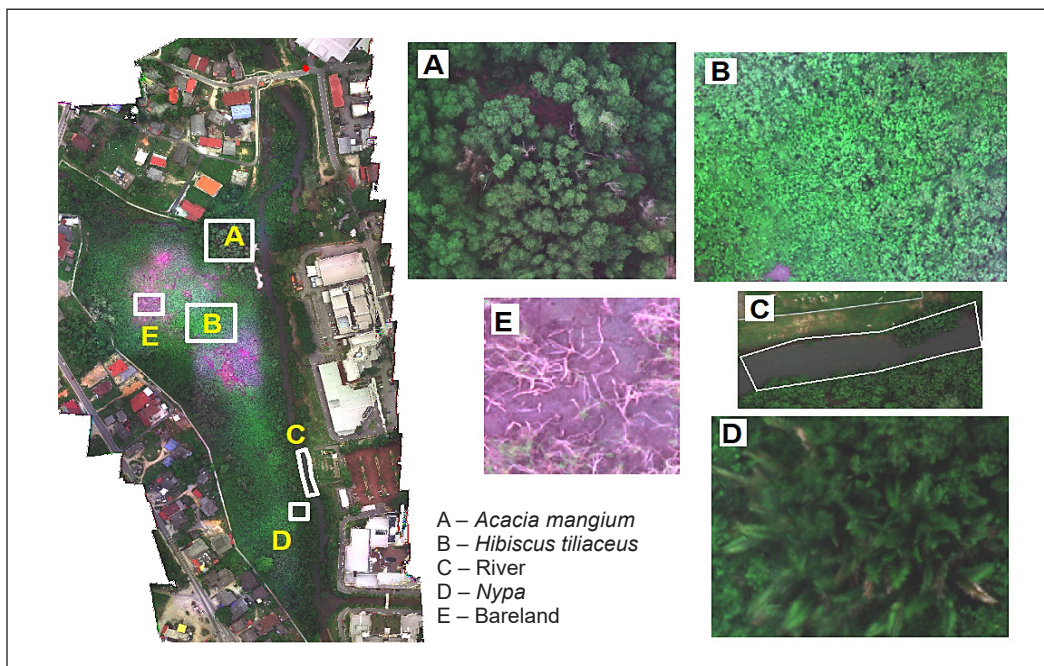 A
B
C
D
E
A
B
E
C
D
A – Acacia mangium
B – Hibiscus tiliaceus
C – River
D – Nypa
E – Bareland